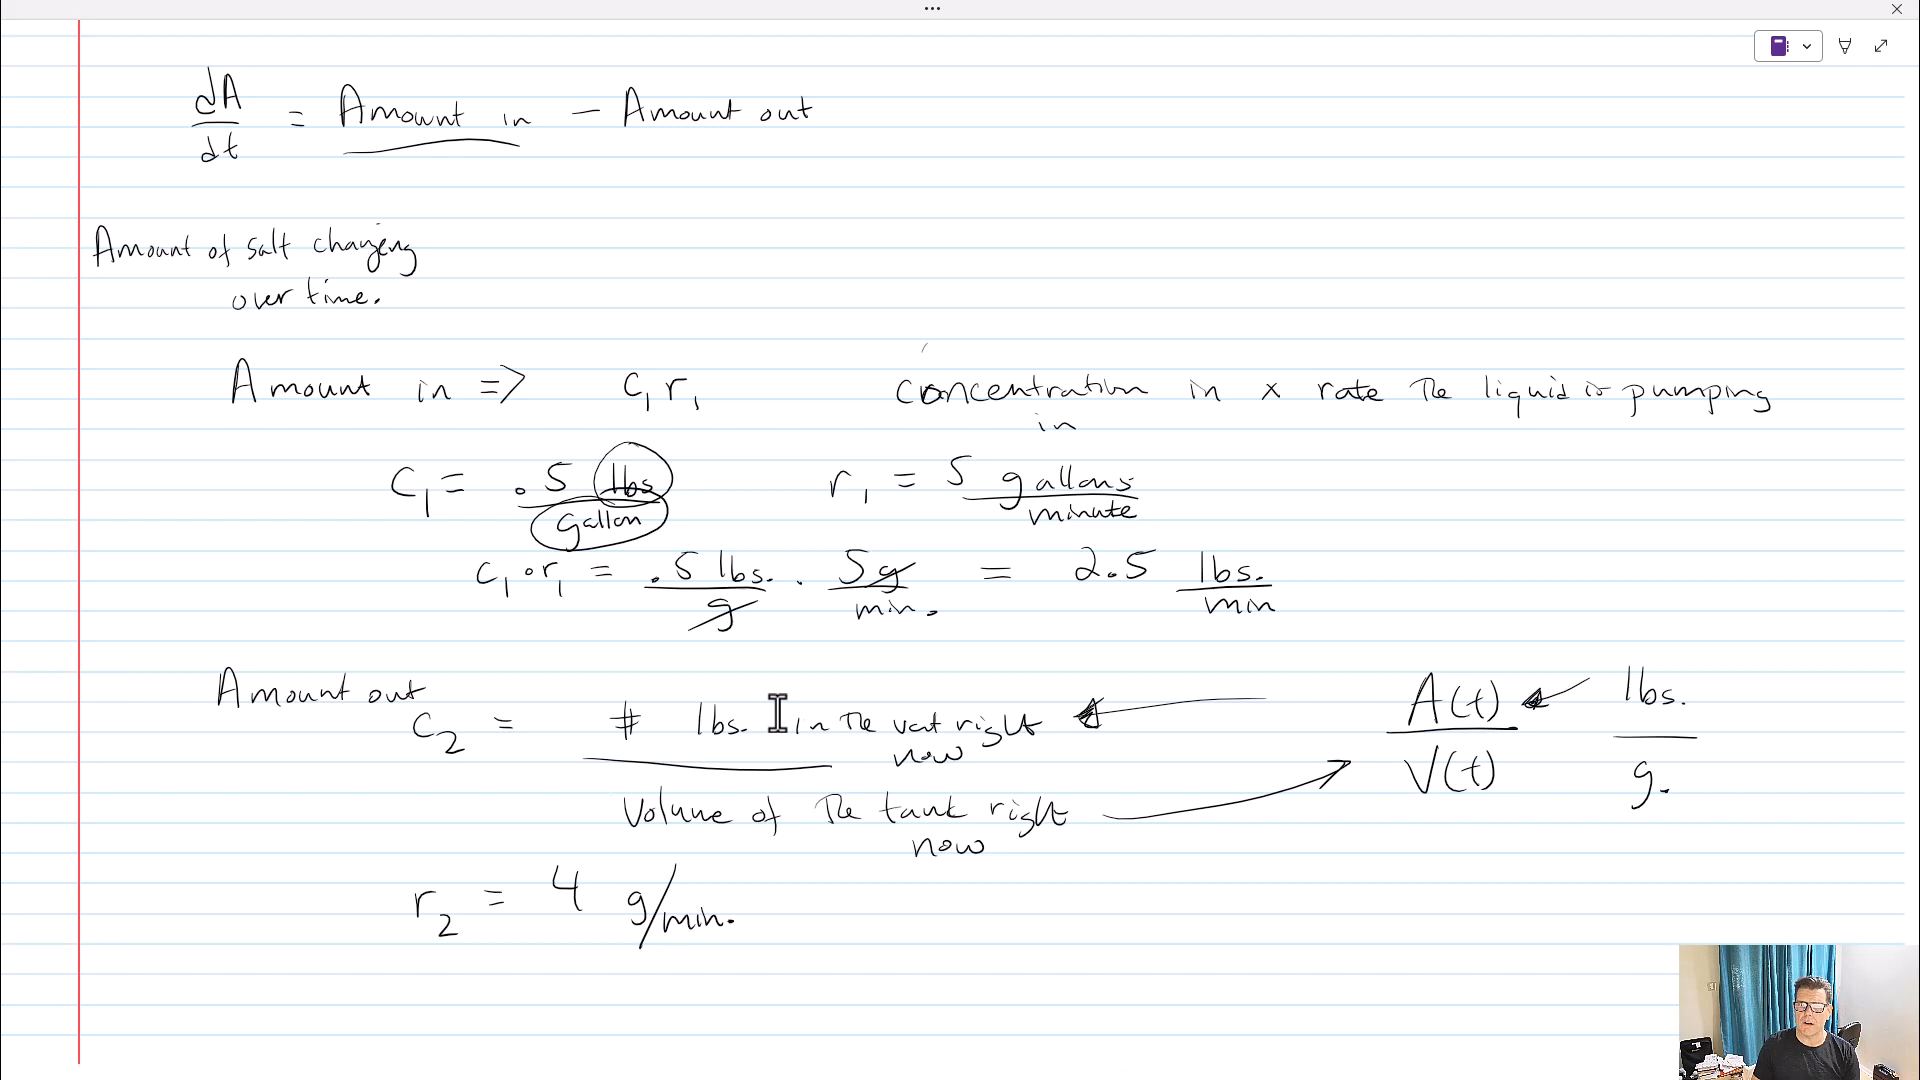 dA/dt = Amount in - Amount out
Amount of salt changing
over time.
Amount in => C₁ r₁ concentration in x rate the liquid is pumping
in
C₁ = .5 lbs/gallon r₁ = 5 gallons/minute
C₁ · r₁ = .5 lbs./g · 5g/min. = 2.5 lbs./min
Amount out
C₂ = # lbs. in the vat right now / Volume of the tank right now A(t)/V(t) lbs./g.
r₂ = 4 g/min.